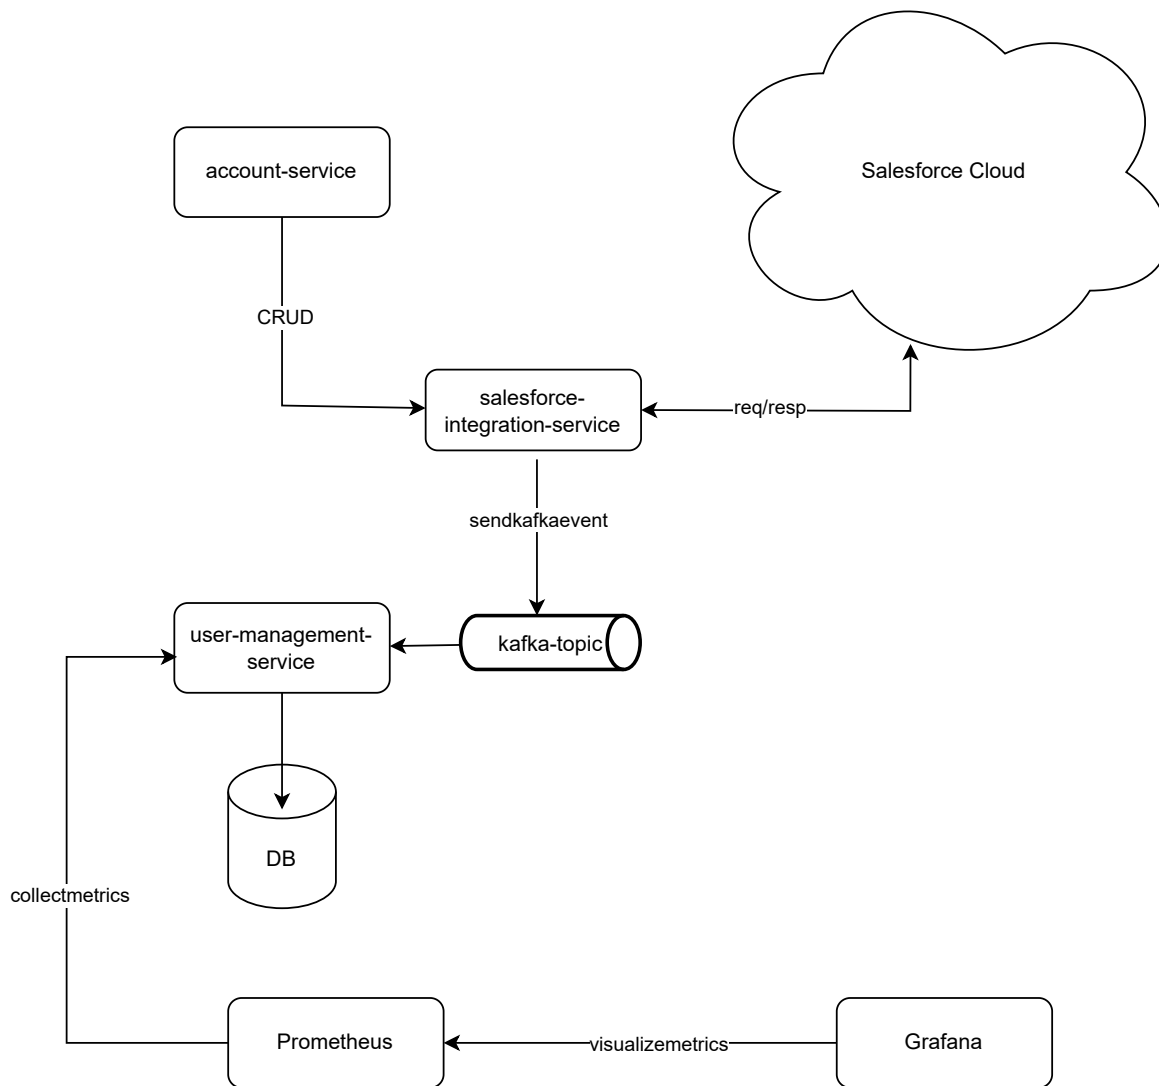 account-service
Salesforce Cloud
CRUD
salesforce-
integration-service
req/resp
sendkafkaevent
user-management-
service
kafka-topic
DB
collectmetrics
Prometheus
visualizemetrics
Grafana